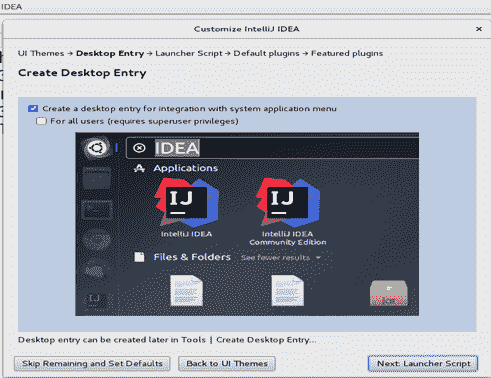 IDEA
Customize IntelliJ IDEA
UI Themes → Desktop Entry → Launcher Script → Default plugins → Featured plugins
Create Desktop Entry
Create a desktop entry for integration with system application menu
For all users (requires superuser privileges)
IDEA
Applications
IJ IJ
IntelliJ IDEA IntelliJ IDEA
Community Edition
Files & Folders See fewer results
IJ
Desktop entry can be created later in Tools | Create Desktop Entry...
Skip Remaining and Set Defaults Back to UI Themes Next: Launcher Script